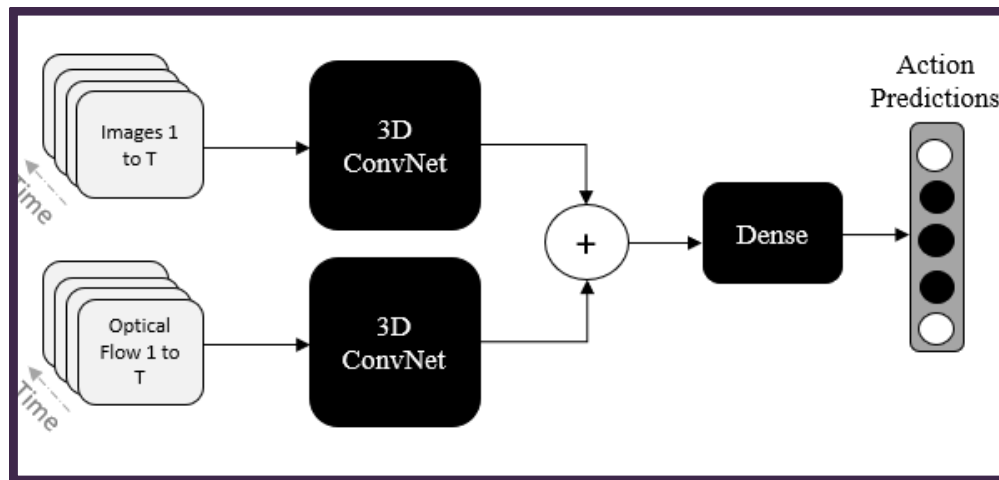 Images 1
to T
Time
3D
ConvNet
Optical
Flow 1 to
T
Time
3D
ConvNet
+
Dense
Action
Predictions